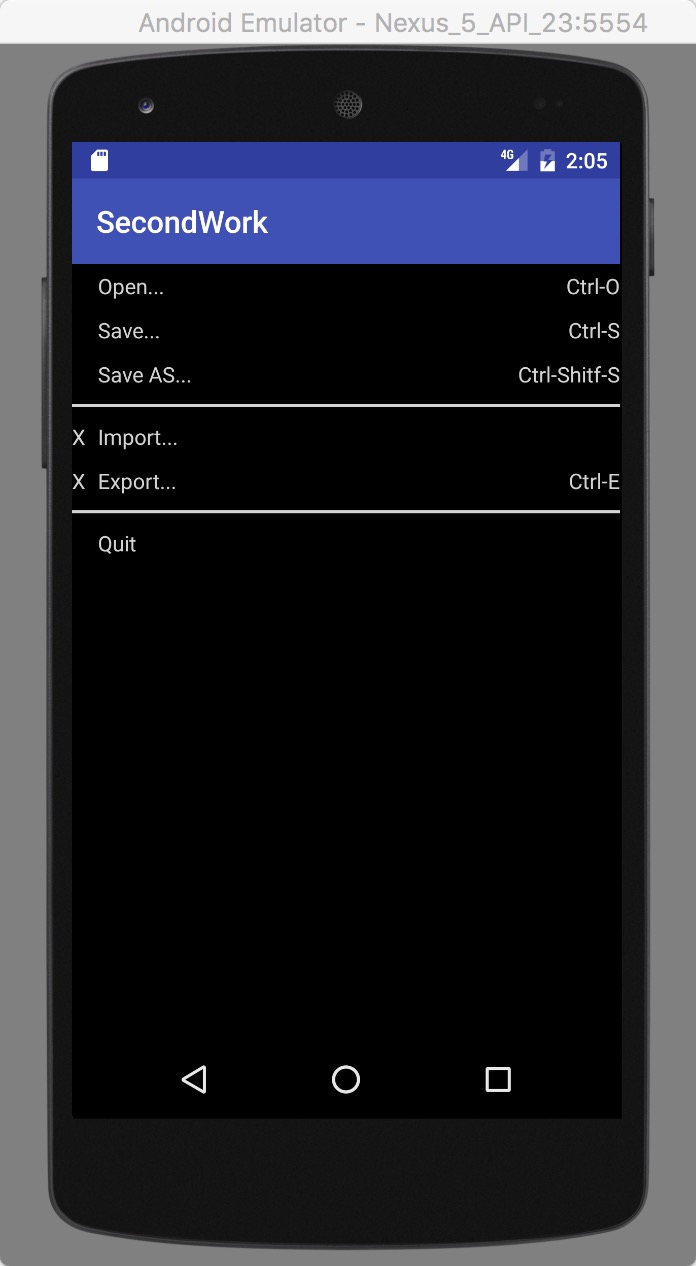 Android Emulator - Nexus_5_API_23:5554
4G 2:05
SecondWork
Open... Ctrl-O
Save... Ctrl-S
Save AS... Ctrl-Shitf-S
X Import...
X Export... Ctrl-E
Quit